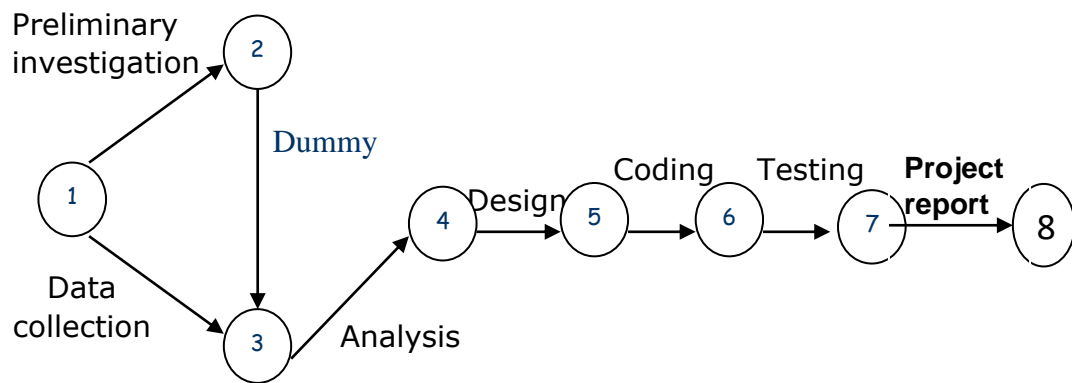 Preliminary
investigation
2
Dummy
1
Data
collection
3
Analysis
4
Design
5
Coding
6
Testing
7
Project
report
8